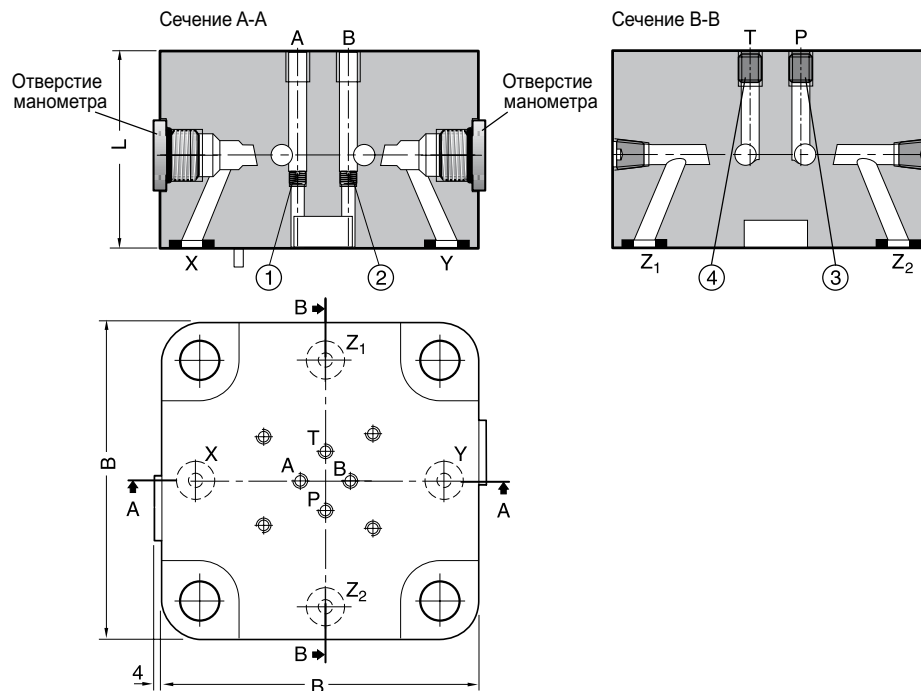 Сечение A-A
Сечение B-B
A B
T P
Отверстие
манометра
Отверстие
манометра
L
X
1
2
Y
Z1
4
3
Z2
B
Z1
T
X
A
B
Y
B
A
A
P
Z2
B
4
B